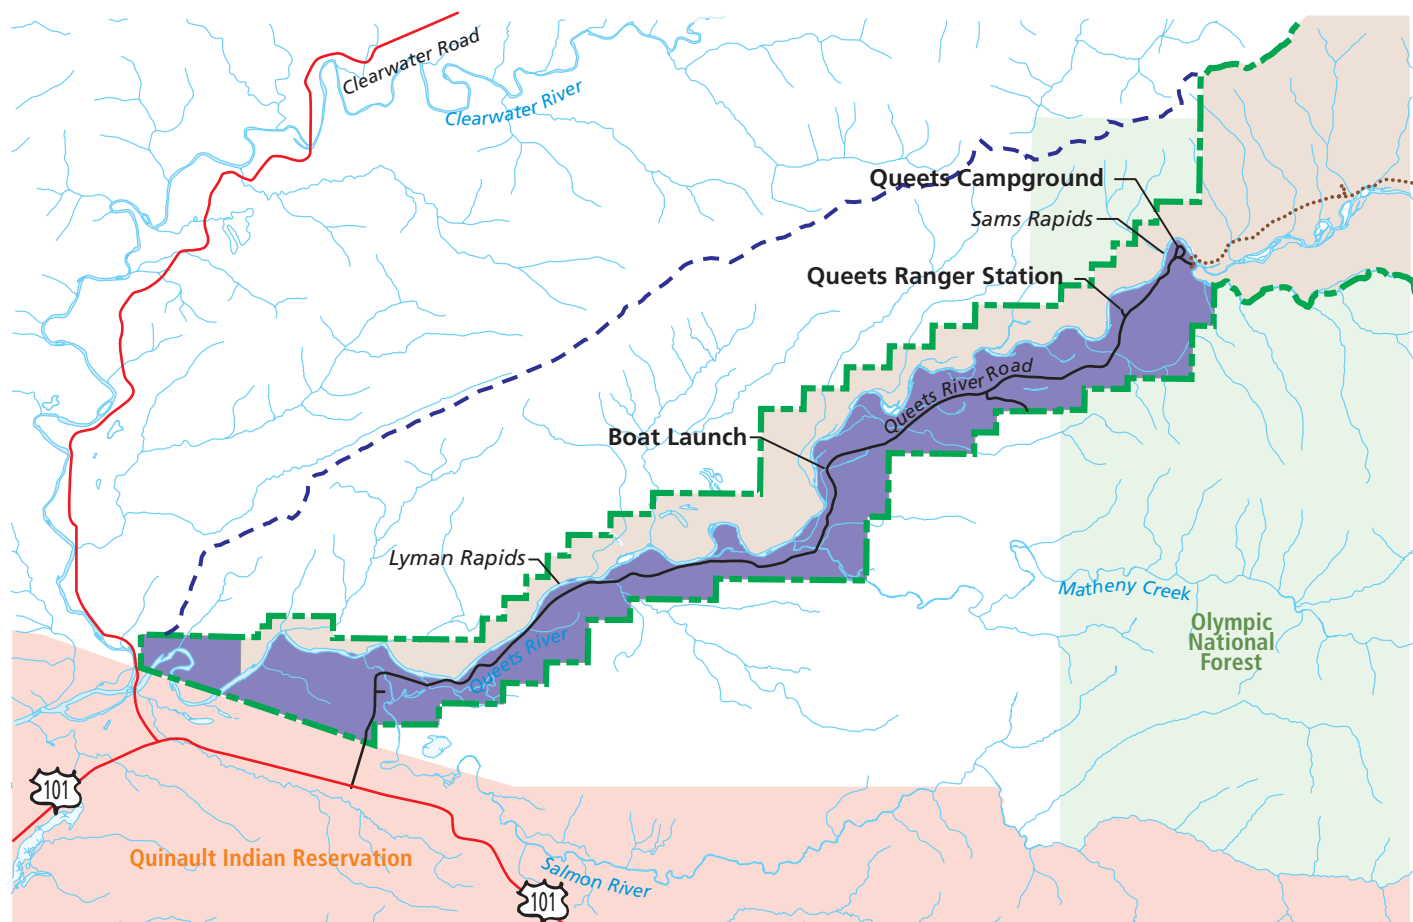 Clearwater Road
Clearwater River
Queets Campground
Sams Rapids
Queets Ranger Station
Queets River Road
Boat Launch
Lyman Rapids
Matheny Creek
Olympic
National
Forest
Queets River
101
Quinault Indian Reservation
Salmon River
101